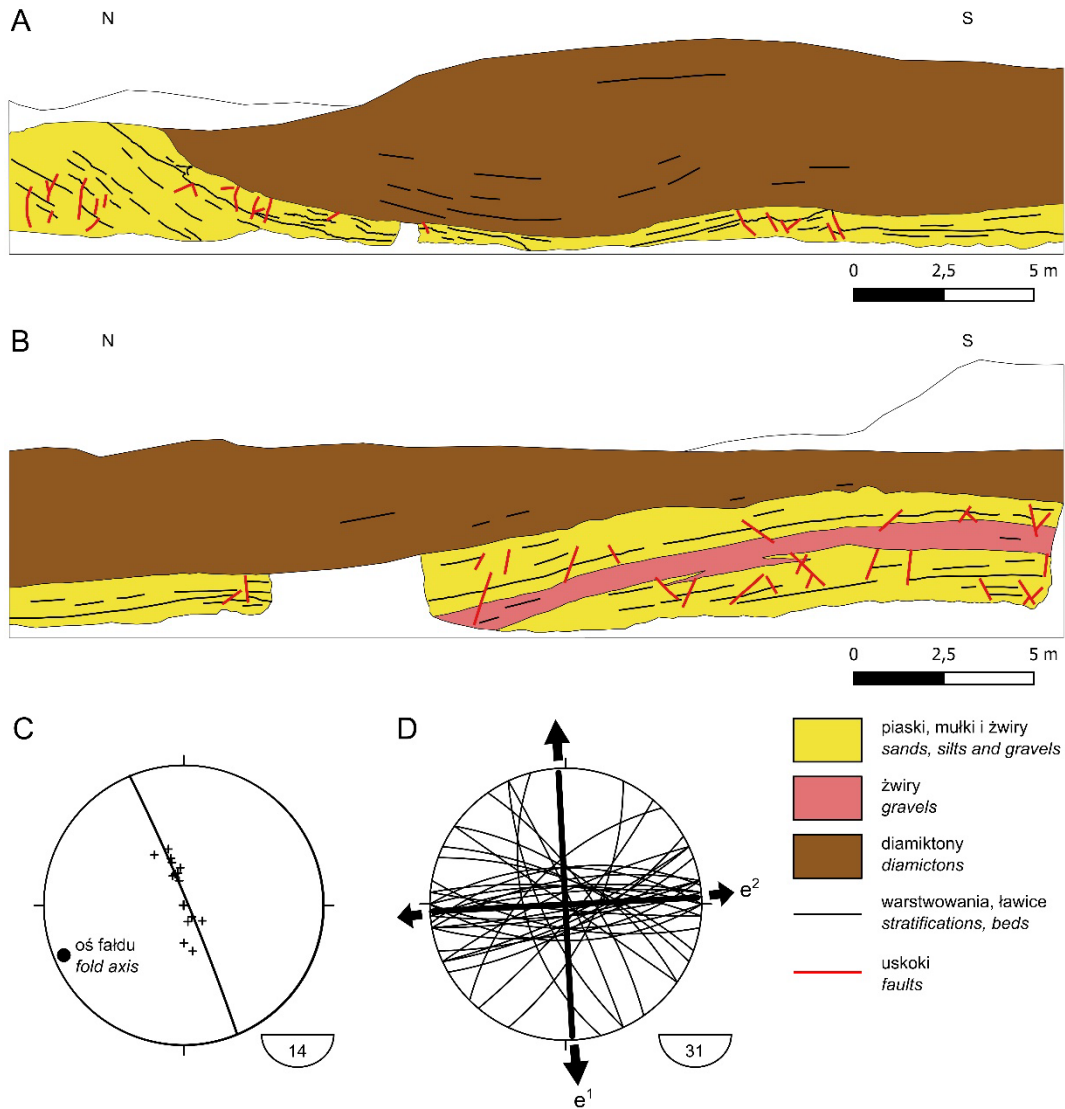 A
N
S
0
2,5
5 m
B
N
S
0
2,5
5 m
C
oś fałdu
fold axis
14
D
e2
e1
31
piaski, mułki i żwiry
sands, silts and gravels
żwiry
gravels
diamiktony
diamictons
warstwowania, ławice
stratifications, beds
uskoki
faults